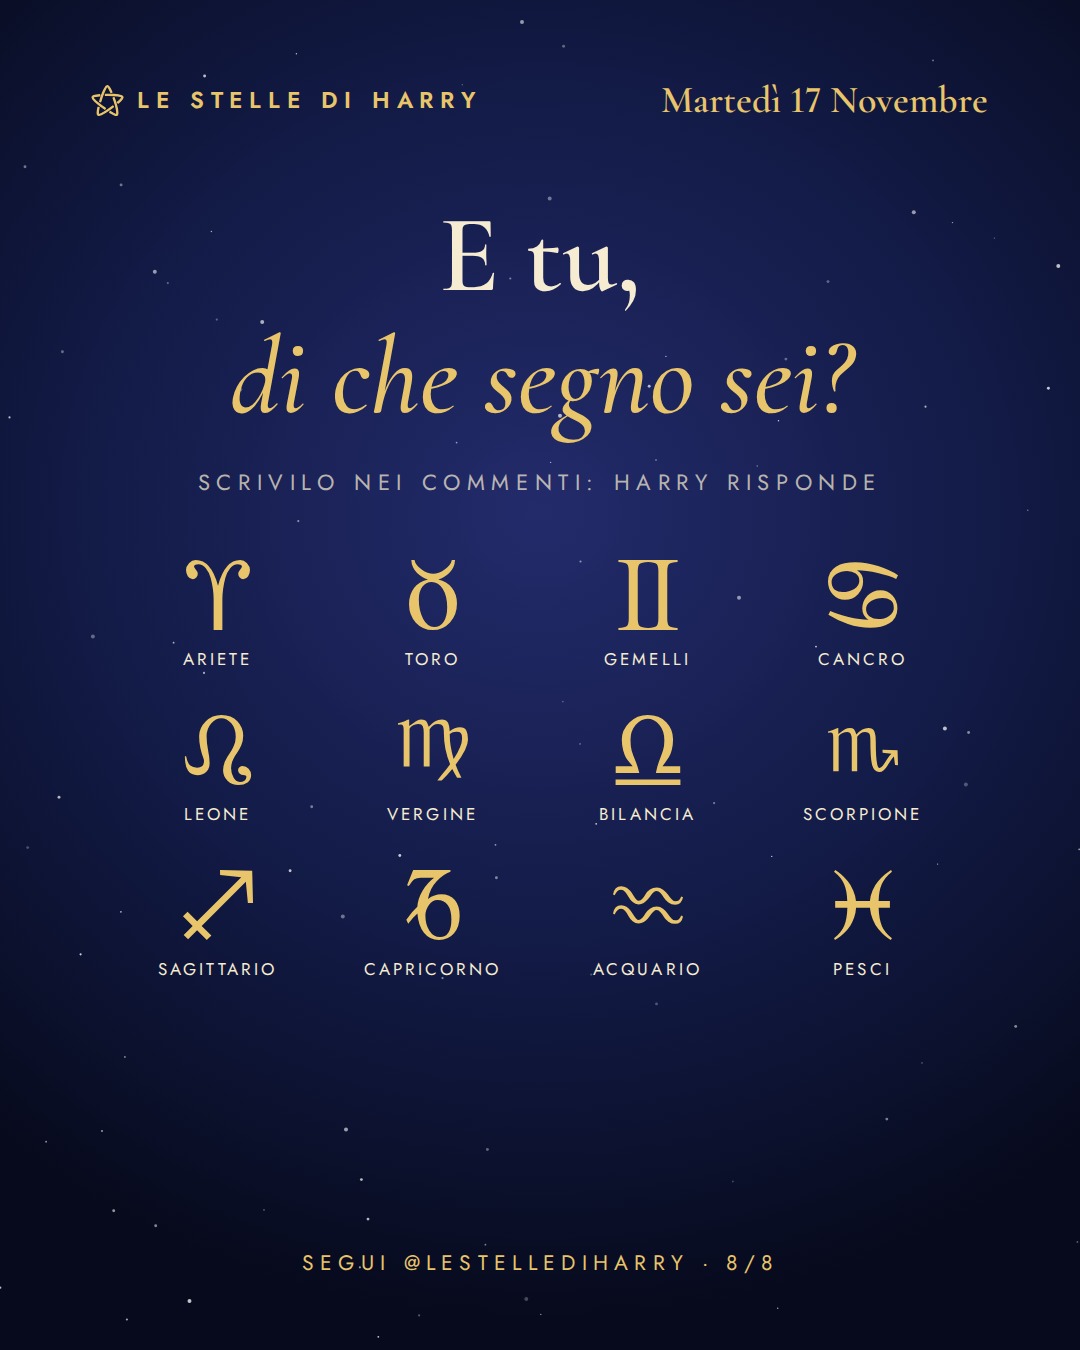 LE STELLE DI HARRY
Martedì 17 Novembre
E tu,
di che segno sei?
SCRIVILO NEI COMMENTI: HARRY RISPONDE
♈ ♉ ♊ ♋
ARIETE TORO GEMELLI CANCRO
♌ ♍ ♎ ♏
LEONE VERGINE BILANCIA SCORPIONE
♐ ♑ ♒ ♓
SAGITTARIO CAPRICORNO ACQUARIO PESCI
SEGUI @LESTELLEDIHARRY · 8/8